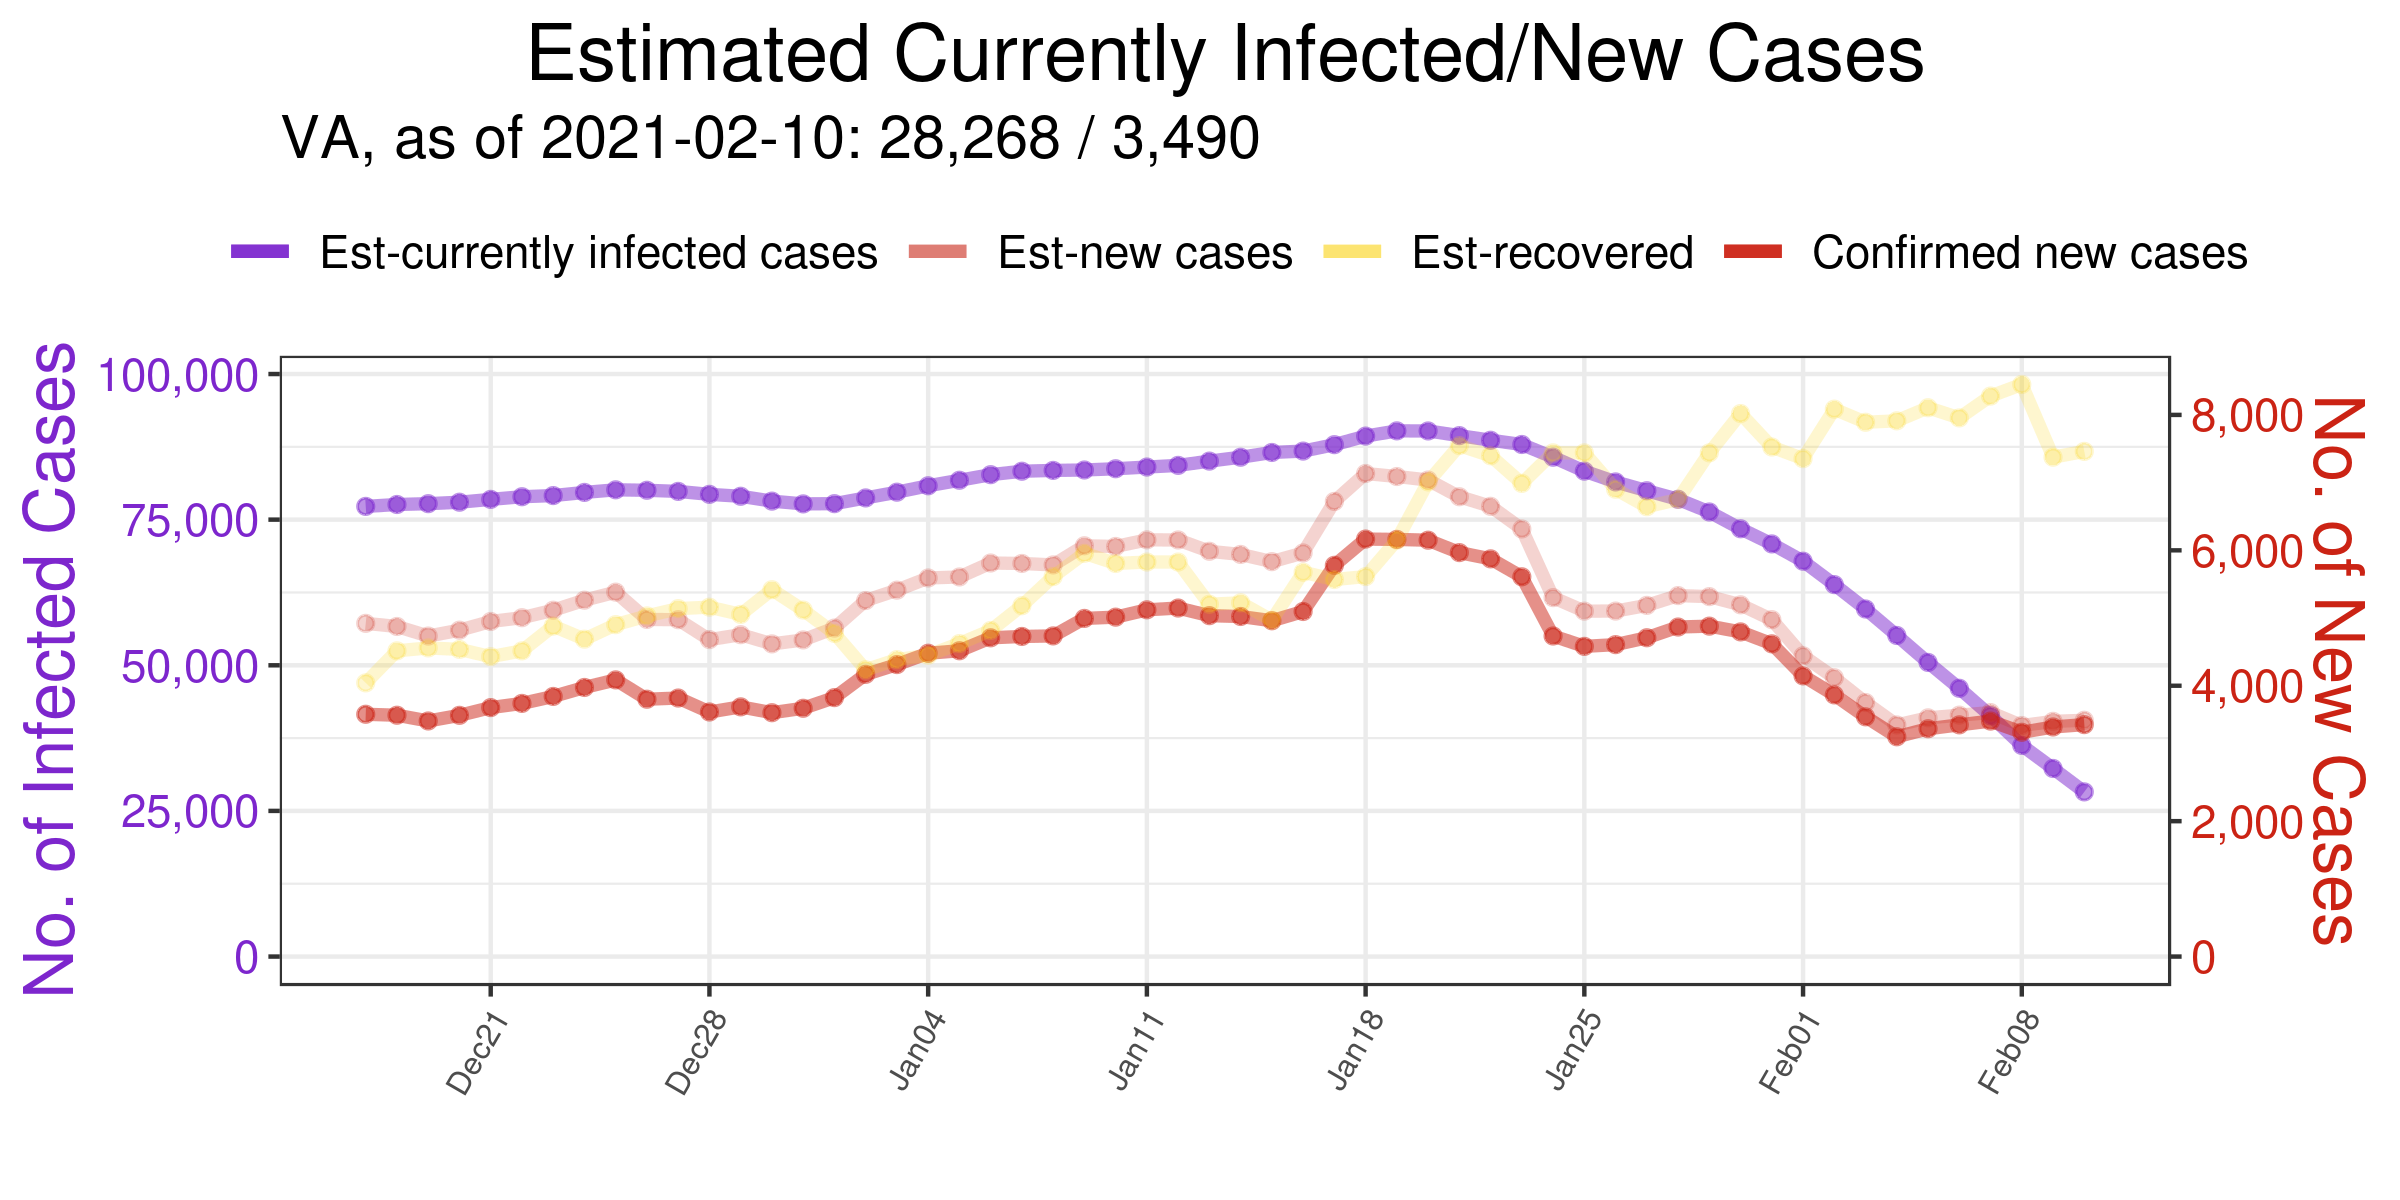 Estimated Currently Infected/New Cases
VA, as of 2021-02-10: 28,268 / 3,490
Est-currently infected cases Est-new cases Est-recovered Confirmed new cases
No. of Infected Cases
100,000
75,000
50,000
25,000
0
8,000
6,000
4,000
2,000
0
No. of New Cases
Dec21 Dec28 Jan04 Jan11 Jan18 Jan25 Feb01 Feb08